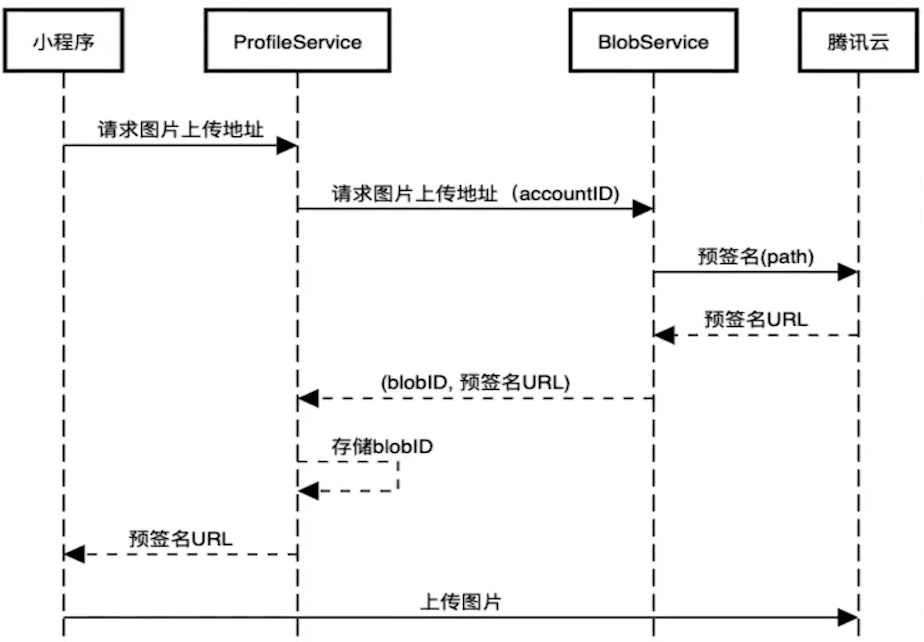 小程序
ProfileService
BlobService
腾讯云
请求图片上传地址
请求图片上传地址（accountID)
预签名(path)
预签名URL
(blobID, 预签名URL)
存储blobID
预签名URL
上传图片